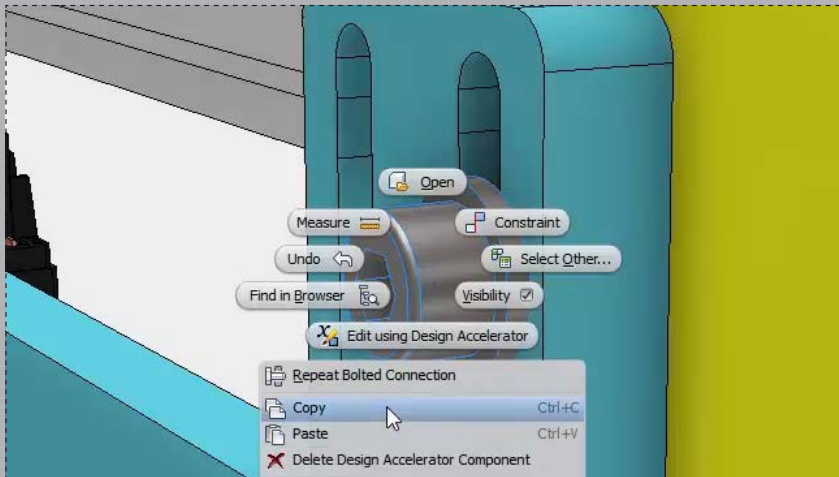 Open
Measure
Constraint
Undo
Select Other...
Find in Browser
Visibility
Edit using Design Accelerator
Repeat Bolted Connection
Copy Ctrl+C
Paste Ctrl+V
Delete Design Accelerator Component